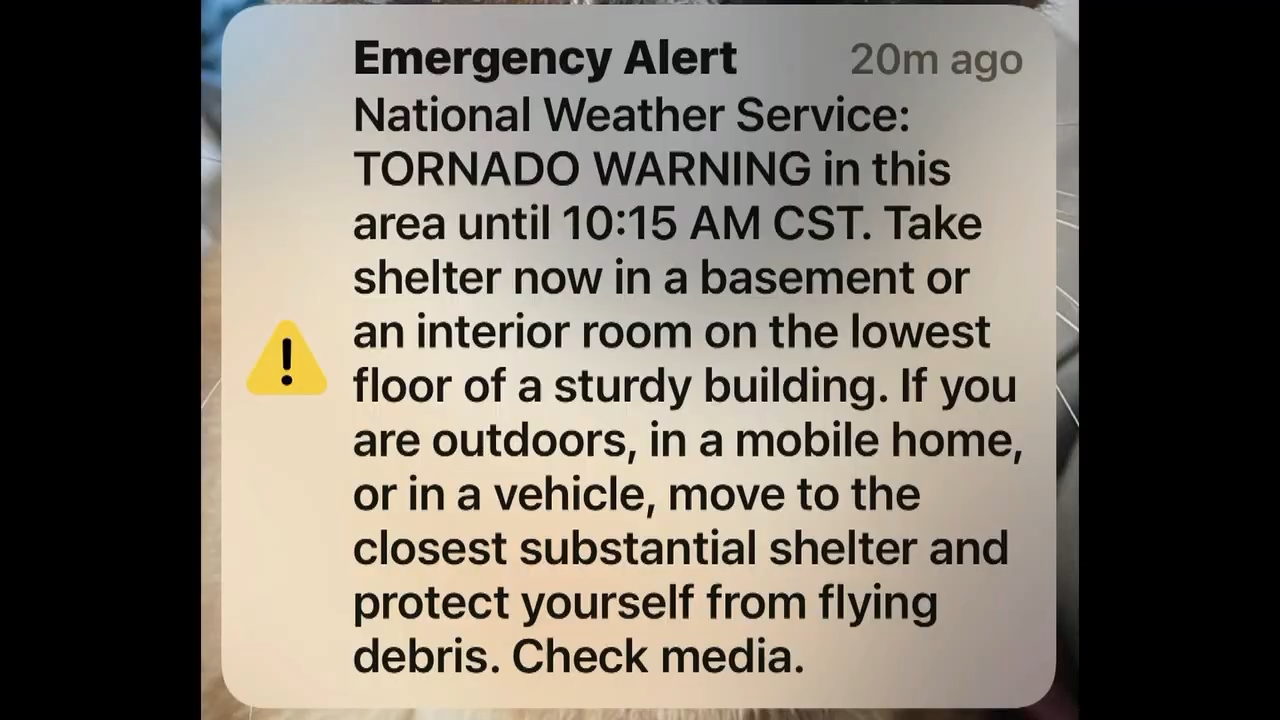 Emergency Alert 20m ago
National Weather Service:
TORNADO WARNING in this
area until 10:15 AM CST. Take
shelter now in a basement or
an interior room on the lowest
floor of a sturdy building. If you
are outdoors, in a mobile home,
or in a vehicle, move to the
closest substantial shelter and
protect yourself from flying
debris. Check media.